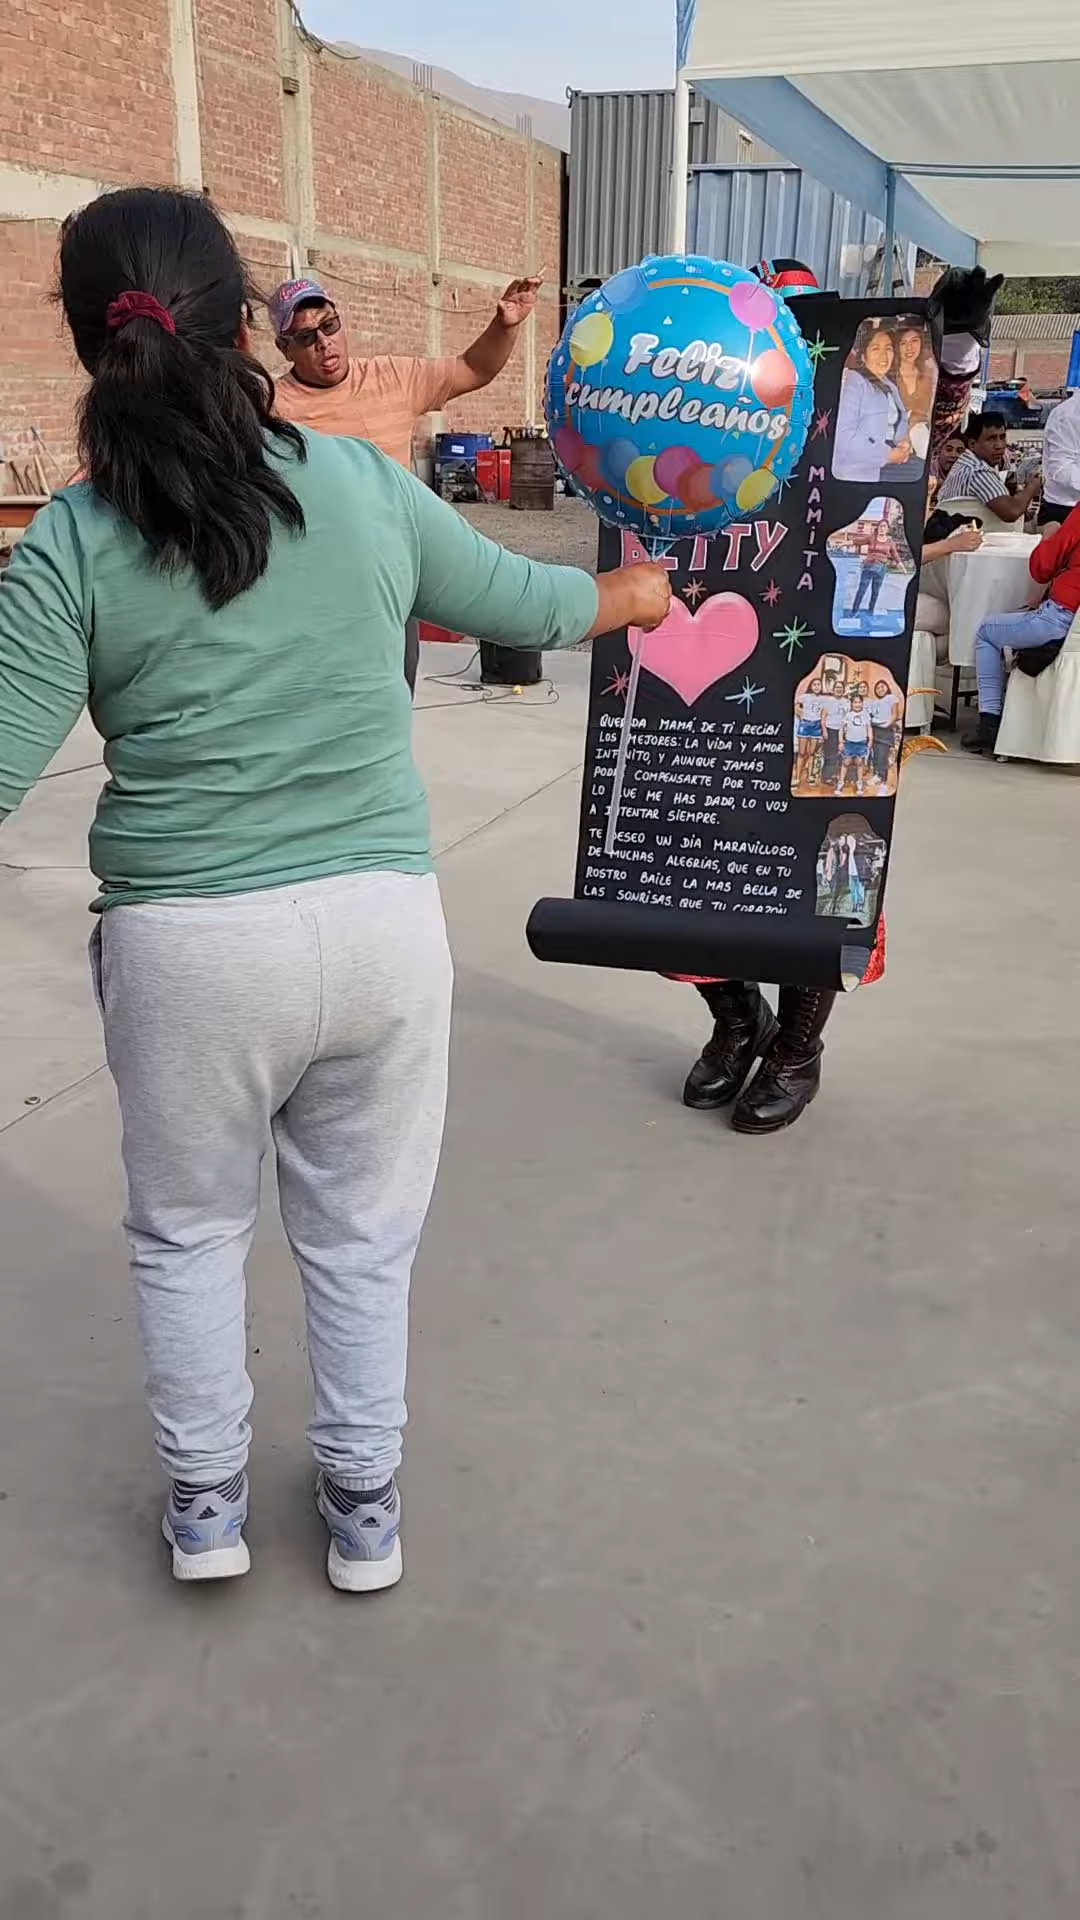 Feliz
cumpleaños
BETTY
MAMITA
QUERIDA MAMÁ, DE TI RECIBÍ
LOS MEJORES: LA VIDA Y AMOR
INFINITO, Y AUNQUE JAMÁS
PODRÉ COMPENSARTE POR TODO
LO QUE ME HAS DADO, LO VOY
A INTENTAR SIEMPRE.
TE DESEO UN DÍA MARAVILLOSO,
DE MUCHAS ALEGRÍAS, QUE EN TU
ROSTRO BAILE LA MAS BELLA DE
LAS SONRISAS, QUE TU CORAZÓN